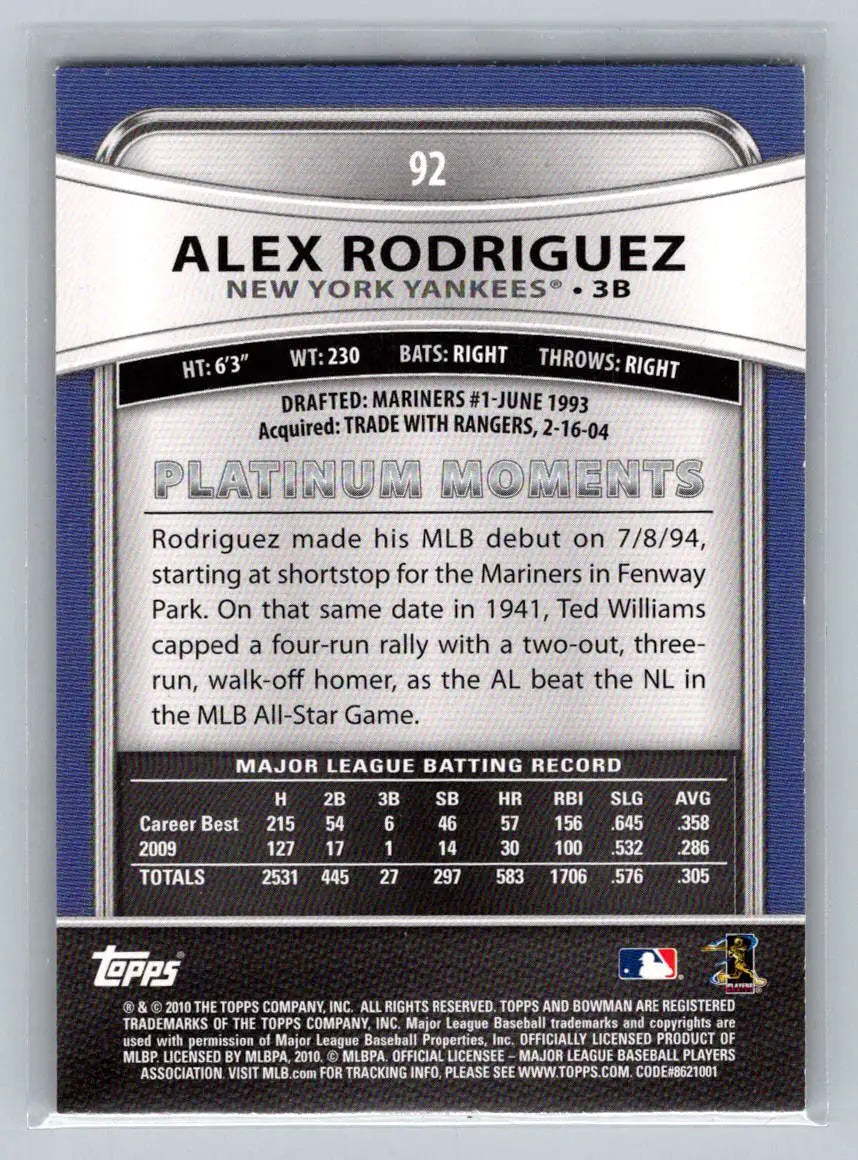 92
ALEX RODRIGUEZ
NEW YORK YANKEES® • 3B
HT: 6'3" WT: 230 BATS: RIGHT THROWS: RIGHT
DRAFTED: MARINERS #1-JUNE 1993
Acquired: TRADE WITH RANGERS, 2-16-04
PLATINUM MOMENTS
Rodriguez made his MLB debut on 7/8/94,
starting at shortstop for the Mariners in Fenway
Park. On that same date in 1941, Ted Williams
capped a four-run rally with a two-out, three-
run, walk-off homer, as the AL beat the NL in
the MLB All-Star Game.
MAJOR LEAGUE BATTING RECORD
H 2B 3B SB HR RBI SLG AVG
Career Best 215 54 6 46 57 156 .645 .358
2009 127 17 1 14 30 100 .532 .286
TOTALS 2531 445 27 297 583 1706 .576 .305
topps®
PLAYERS
® & © 2010 THE TOPPS COMPANY, INC. ALL RIGHTS RESERVED. TOPPS AND BOWMAN ARE REGISTERED
TRADEMARKS OF THE TOPPS COMPANY, INC. Major League Baseball trademarks and copyrights are
used with permission of Major League Baseball Properties, Inc. OFFICIALLY LICENSED PRODUCT OF
MLBP. LICENSED BY MLBPA, 2010. © MLBPA. OFFICIAL LICENSEE – MAJOR LEAGUE BASEBALL PLAYERS
ASSOCIATION. VISIT MLB.com FOR TRACKING INFO, PLEASE SEE WWW.TOPPS.COM. CODE#8621001